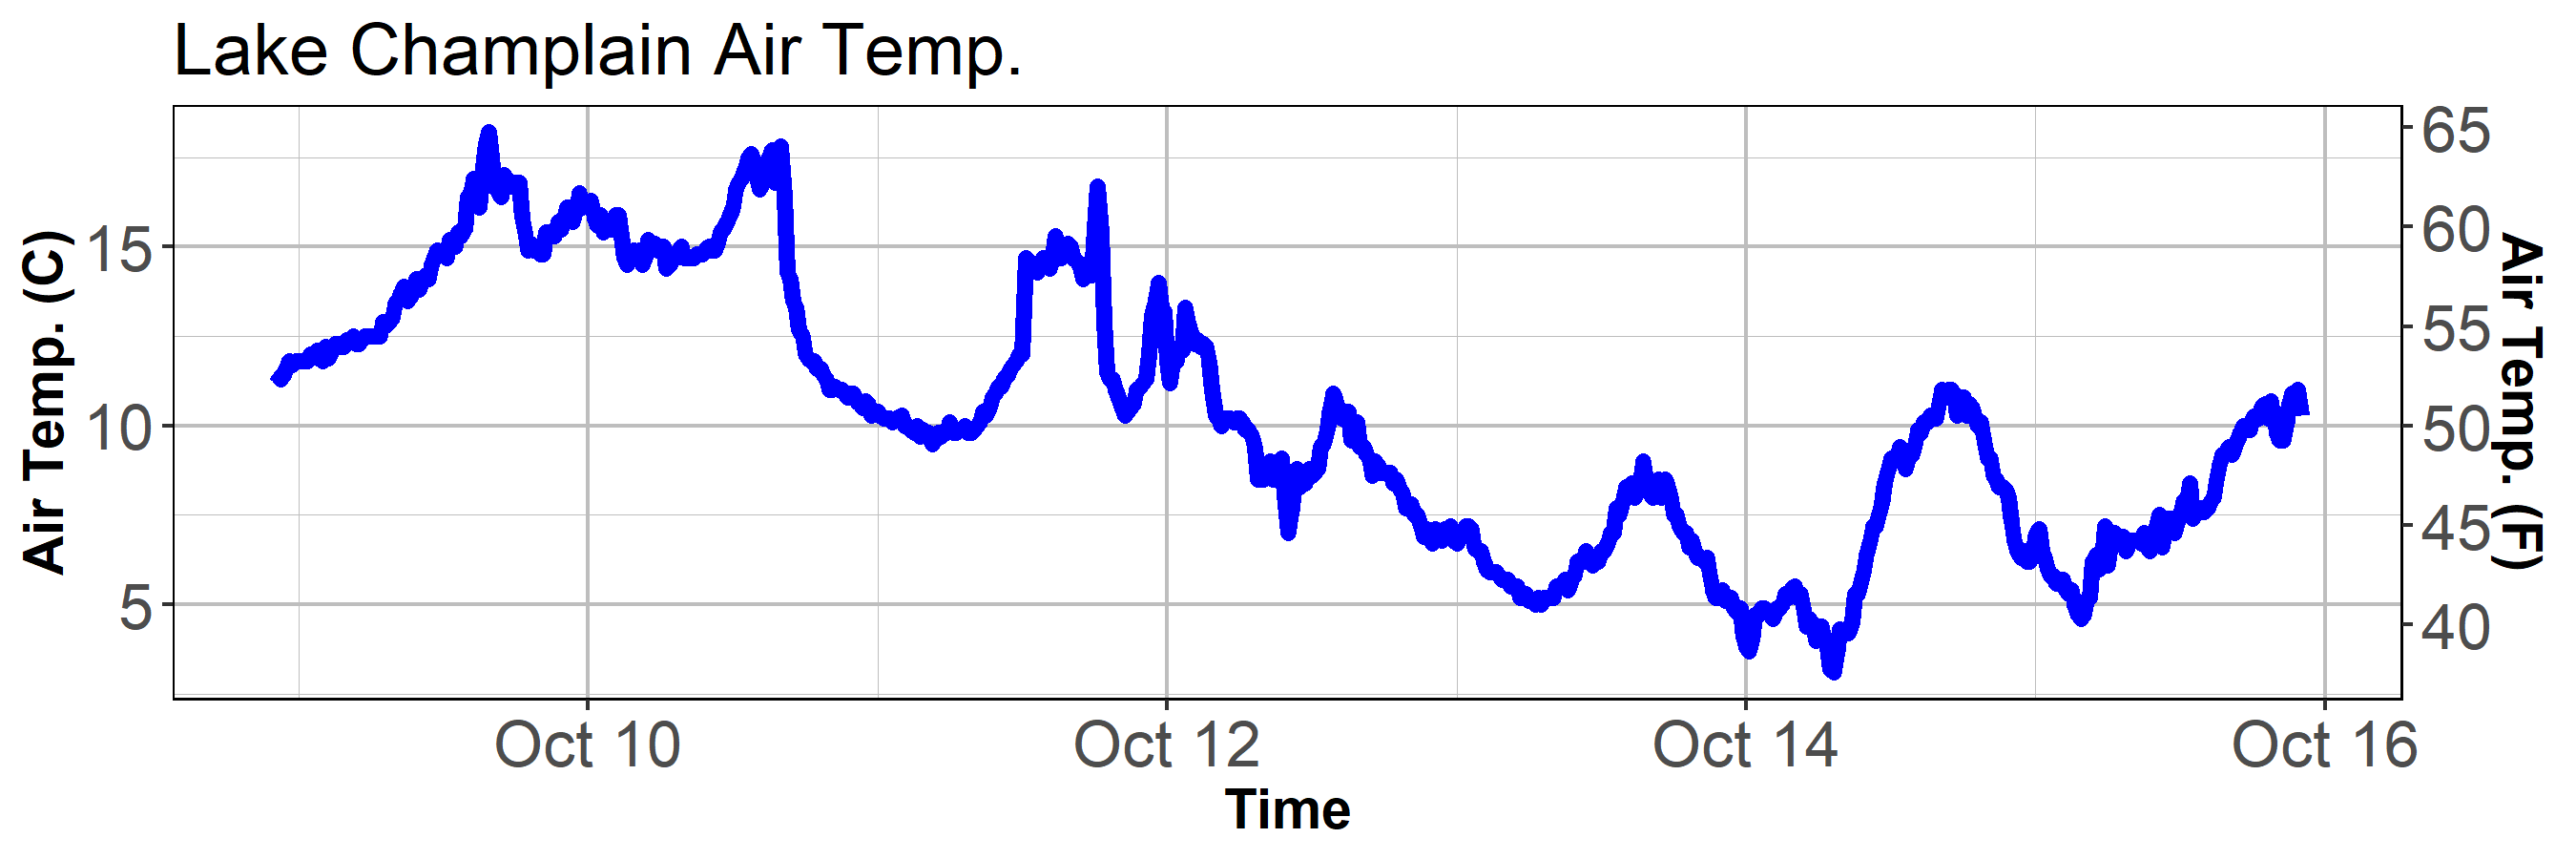 Lake Champlain Air Temp.
Air Temp. (C)
15
10
5
65
60
55
50
45
40
Air Temp. (F)
Oct 10
Oct 12
Oct 14
Oct 16
Time